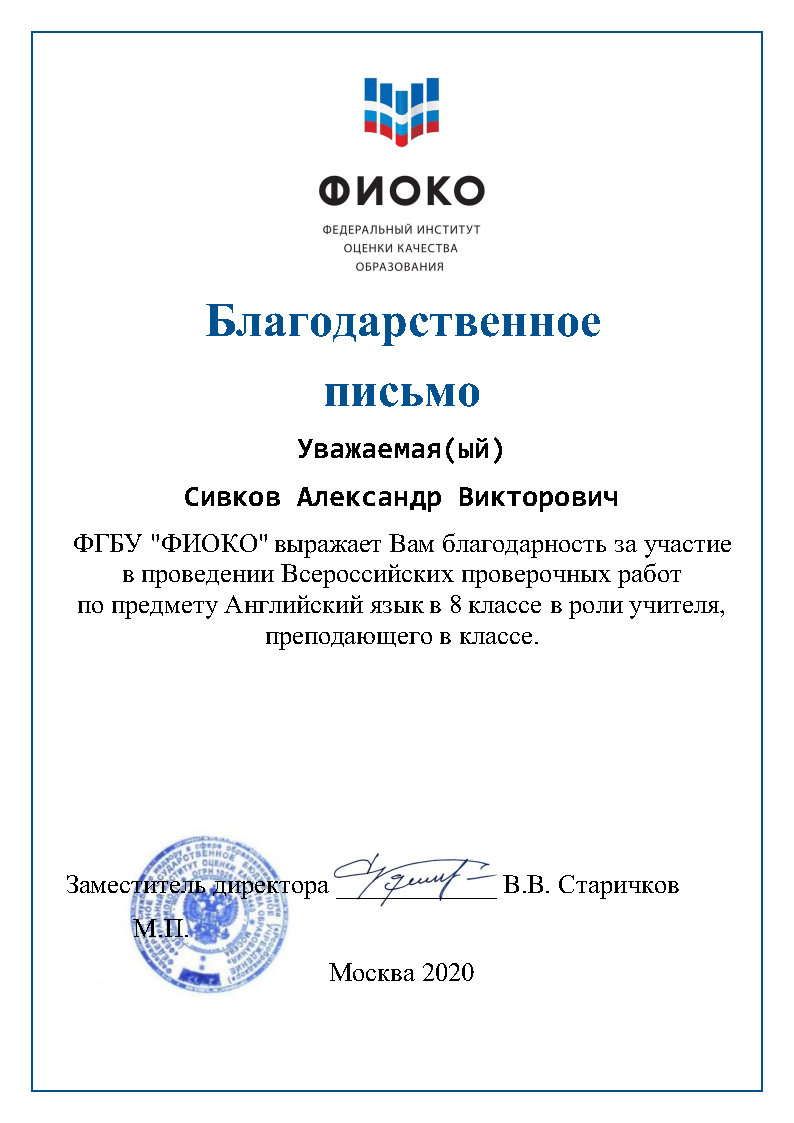 ФИОКО
ФЕДЕРАЛЬНЫЙ ИНСТИТУТ
ОЦЕНКИ КАЧЕСТВА
ОБРАЗОВАНИЯ
Благодарственное
письмо
Уважаемая(ый)
Сивков Александр Викторович
ФГБУ "ФИОКО" выражает Вам благодарность за участие
в проведении Всероссийских проверочных работ
по предмету Английский язык в 8 классе в роли учителя,
преподающего в классе.
Заместитель директора ____________ В.В. Старичков
М.П.
Москва 2020